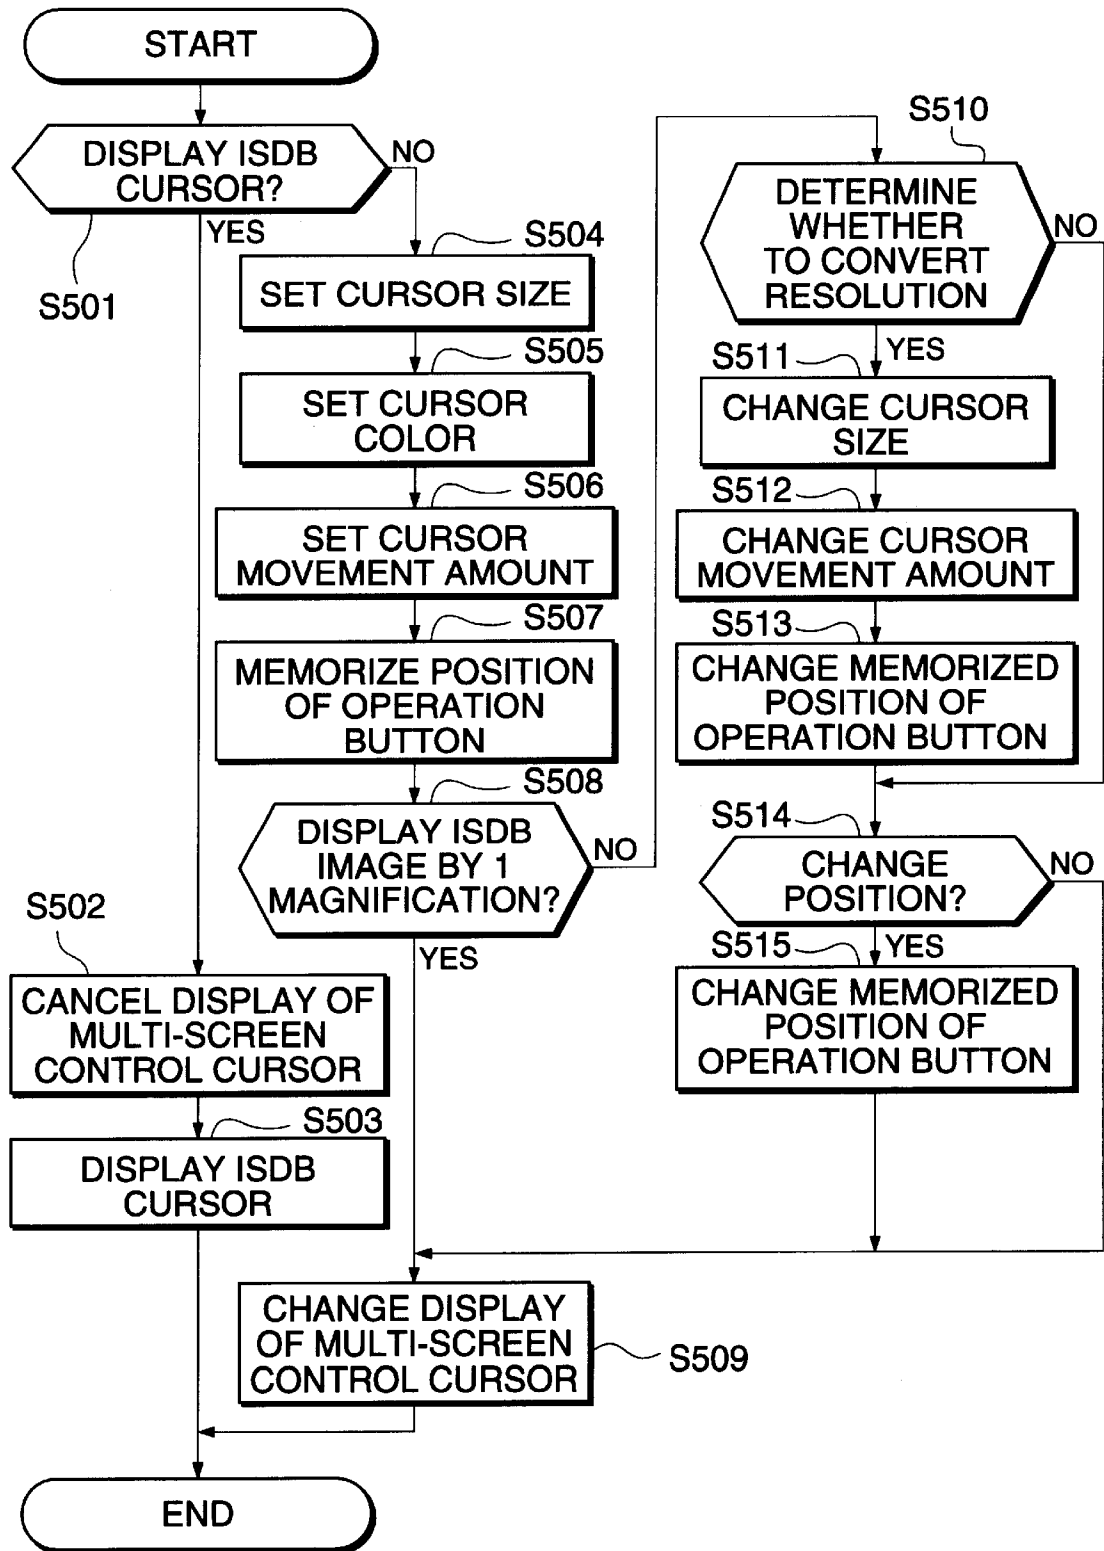 START
DISPLAY ISDB
CURSOR?
NO
YES
S501
S504
SET CURSOR SIZE
S505
SET CURSOR
COLOR
S506
SET CURSOR
MOVEMENT AMOUNT
S507
MEMORIZE POSITION
OF OPERATION
BUTTON
S508
DISPLAY ISDB
IMAGE BY 1
MAGNIFICATION?
NO
YES
S502
CANCEL DISPLAY OF
MULTI-SCREEN
CONTROL CURSOR
S503
DISPLAY ISDB
CURSOR
S510
DETERMINE
WHETHER
TO CONVERT
RESOLUTION
NO
YES
S511
CHANGE CURSOR
SIZE
S512
CHANGE CURSOR
MOVEMENT AMOUNT
S513
CHANGE MEMORIZED
POSITION OF
OPERATION BUTTON
S514
CHANGE
POSITION?
NO
YES
S515
CHANGE MEMORIZED
POSITION OF
OPERATION BUTTON
CHANGE DISPLAY
OF MULTI-SCREEN
CONTROL CURSOR
S509
END